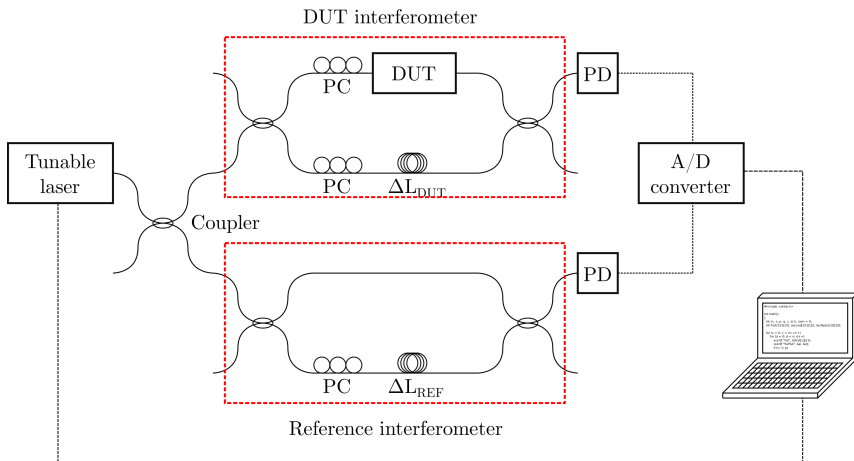 DUT interferometer
PC
DUT
PD
PC
ΔL_DUT
Tunable
laser
Coupler
A/D
converter
PD
PC
ΔL_REF
Reference interferometer